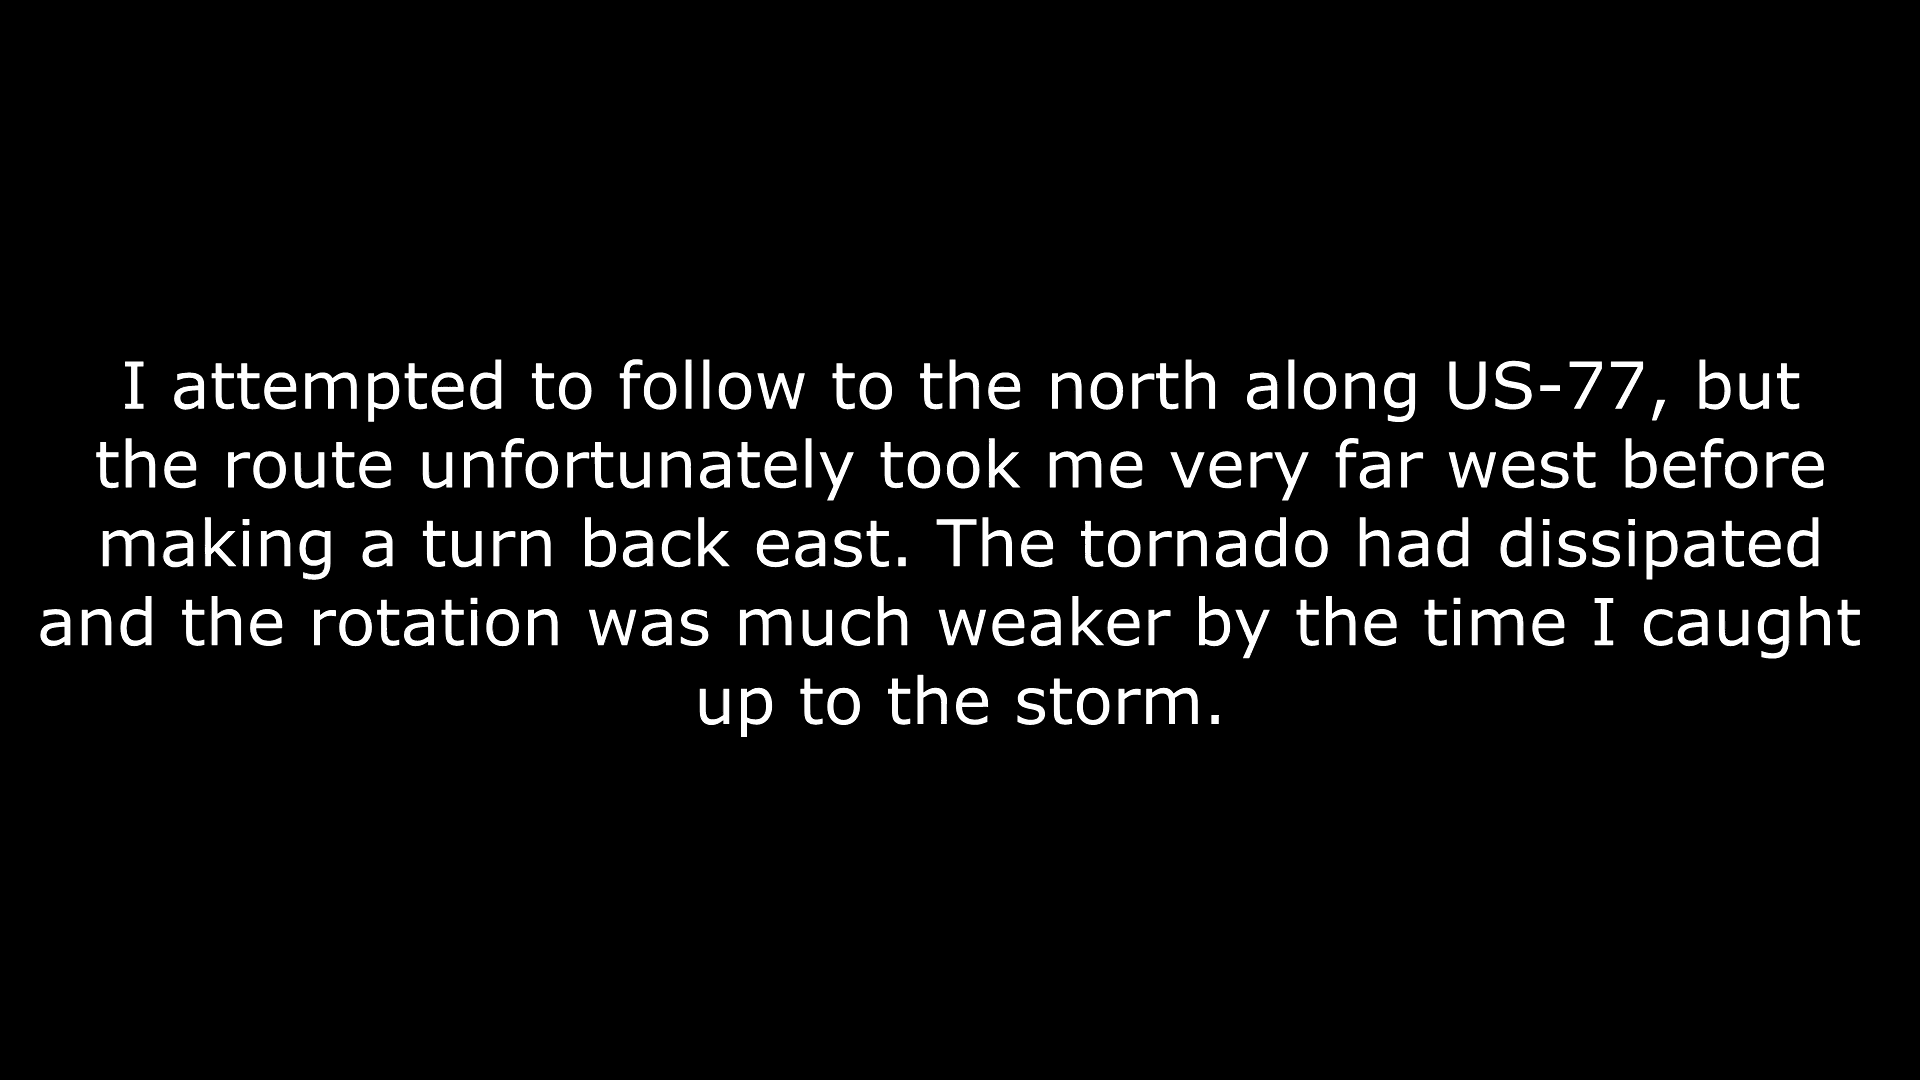 I attempted to follow to the north along US-77, but
the route unfortunately took me very far west before
making a turn back east. The tornado had dissipated
and the rotation was much weaker by the time I caught
up to the storm.